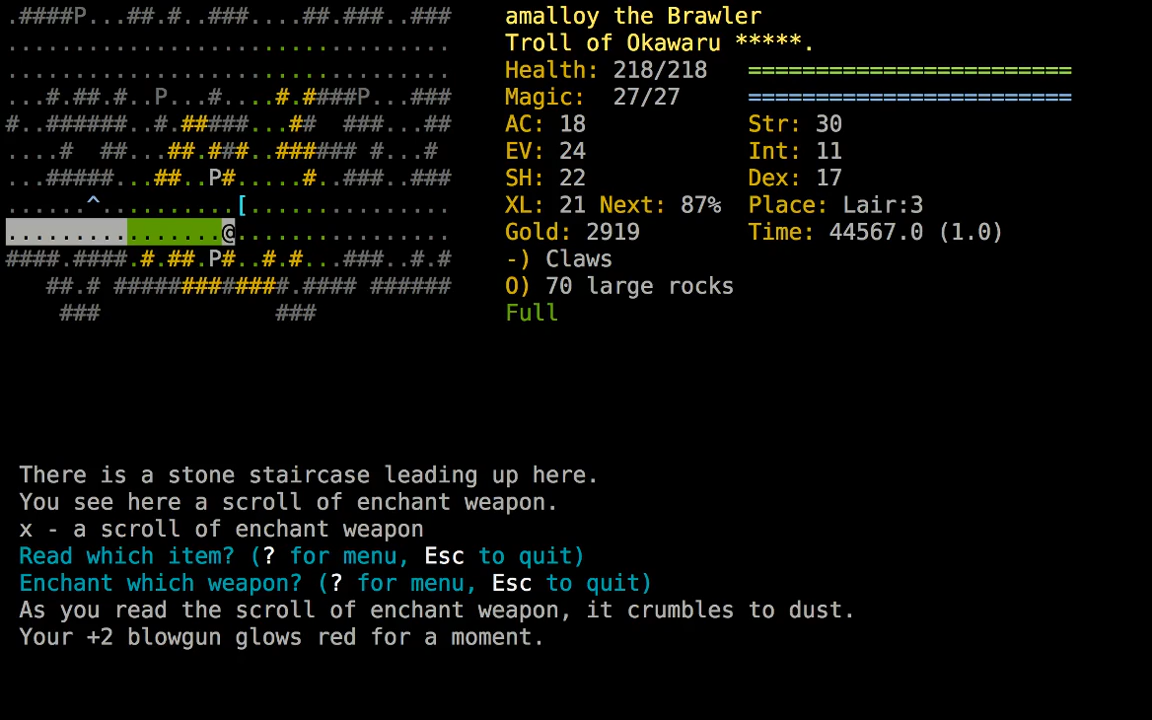 .####P...##.#..###....##.###..###
.................................
.................................
...#.##.#..P...#....#.####P...###
#..######..#.#####...##  ###...##
....#  ##...##.###..###### #...#.
...#####...##..P#.....#..###..###
......^..........[...............
................@................
####.####.#.##.P#..#.#...###..#.#
##.# ############.#### ######
###             ###
amalloy the Brawler
Troll of Okawaru *****.
Health: 218/218 ========================
Magic:  27/27 ========================
AC: 18 Str: 30
EV: 24 Int: 11
SH: 22 Dex: 17
XL: 21 Next: 87% Place: Lair:3
Gold: 2919 Time: 44567.0 (1.0)
-) Claws
O) 70 large rocks
Full
There is a stone staircase leading up here.
You see here a scroll of enchant weapon.
x - a scroll of enchant weapon
Read which item? (? for menu, Esc to quit)
Enchant which weapon? (? for menu, Esc to quit)
As you read the scroll of enchant weapon, it crumbles to dust.
Your +2 blowgun glows red for a moment.